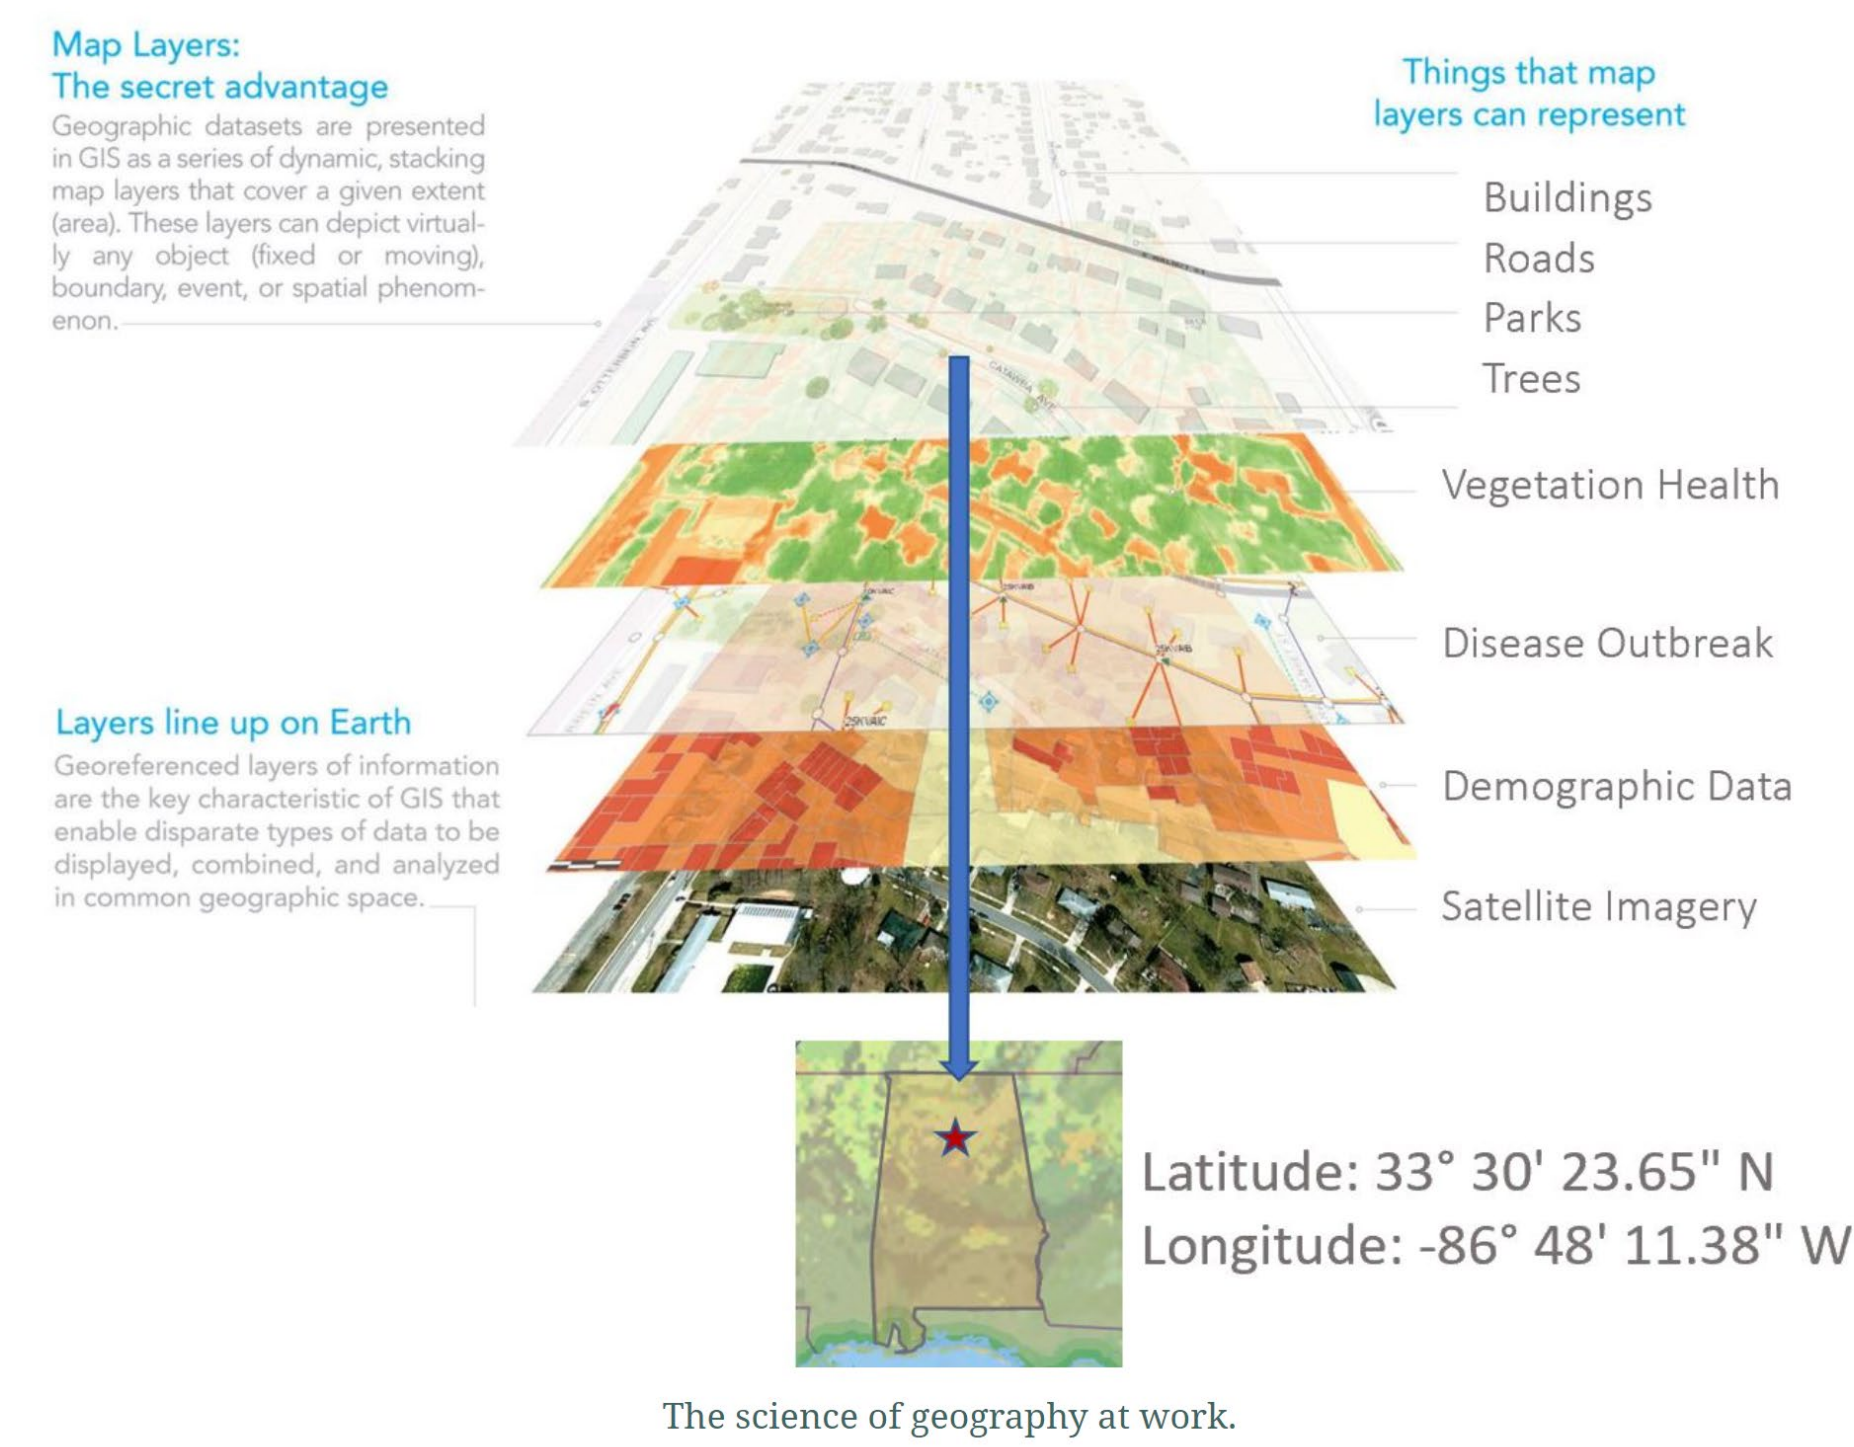 Map Layers:
The secret advantage
Geographic datasets are presented
in GIS as a series of dynamic, stacking
map layers that cover a given extent
(area). These layers can depict virtual-
ly any object (fixed or moving),
boundary, event, or spatial phenom-
enon.
Things that map
layers can represent
Buildings
Roads
Parks
Trees
CATAWBA AVE
Vegetation Health
Disease Outbreak
25KVAIC
Layers line up on Earth
Georeferenced layers of information
are the key characteristic of GIS that
enable disparate types of data to be
displayed, combined, and analyzed
in common geographic space.
Demographic Data
Satellite Imagery
Latitude: 33° 30' 23.65" N
Longitude: -86° 48' 11.38" W
The science of geography at work.